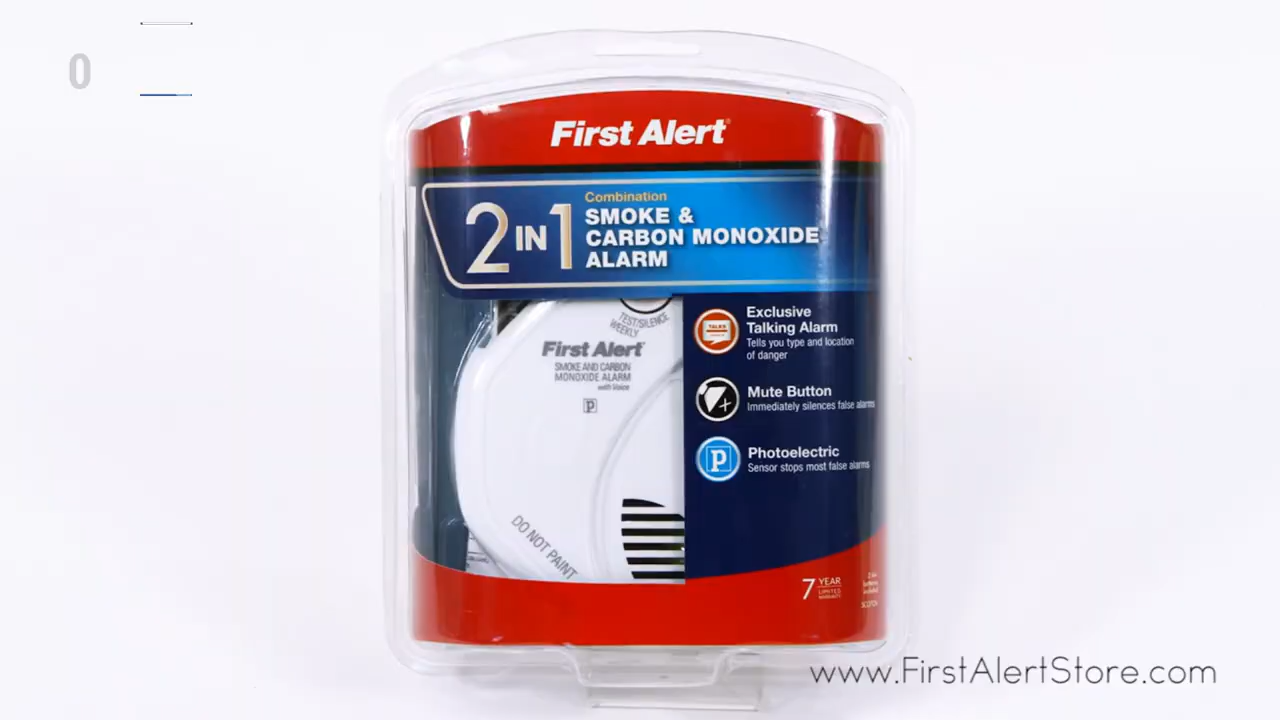 0
First Alert®
2 IN 1
Combination
SMOKE &
CARBON MONOXIDE
ALARM
TEST/SILENCE
WEEKLY
First Alert®
SMOKE AND CARBON
MONOXIDE ALARM
with Voice
P
DO NOT PAINT
TALKS
Exclusive
Talking Alarm
Tells you type and location
of danger
Mute Button
Immediately silences false alarms
P
Photoelectric
Sensor stops most false alarms
7 YEAR
LIMITED
WARRANTY
www.FirstAlertStore.com